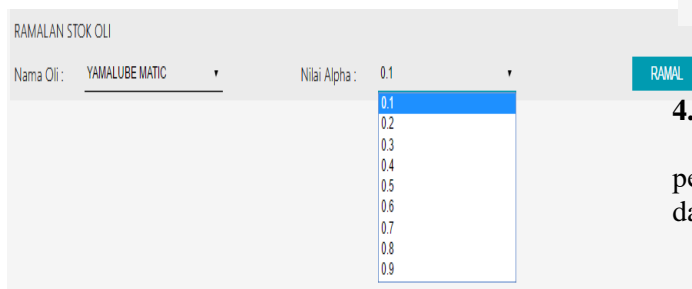 RAMALAN STOK OLI
Nama Oli : YAMALUBE MATIC Nilai Alpha : 0.1 RAMAL
0.1
0.2
0.3
0.4
0.5
0.6
0.7
0.8
0.9
4.
pe
da